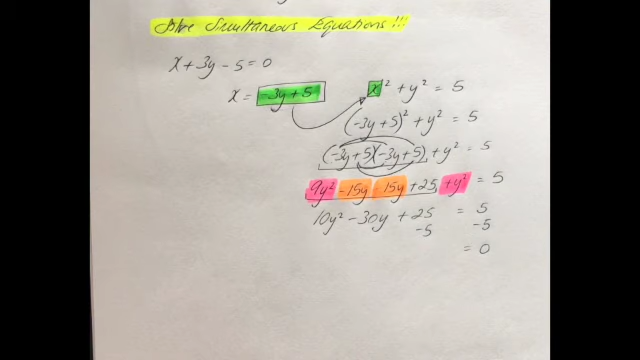 Solve Simultaneous Equations!!!
x + 3y - 5 = 0
x = -3y + 5
x² + y² = 5
(-3y + 5)² + y² = 5
(-3y + 5)(-3y + 5) + y² = 5
9y² - 15y - 15y + 25 + y² = 5
10y² - 30y + 25 = 5
-5 -5
= 0